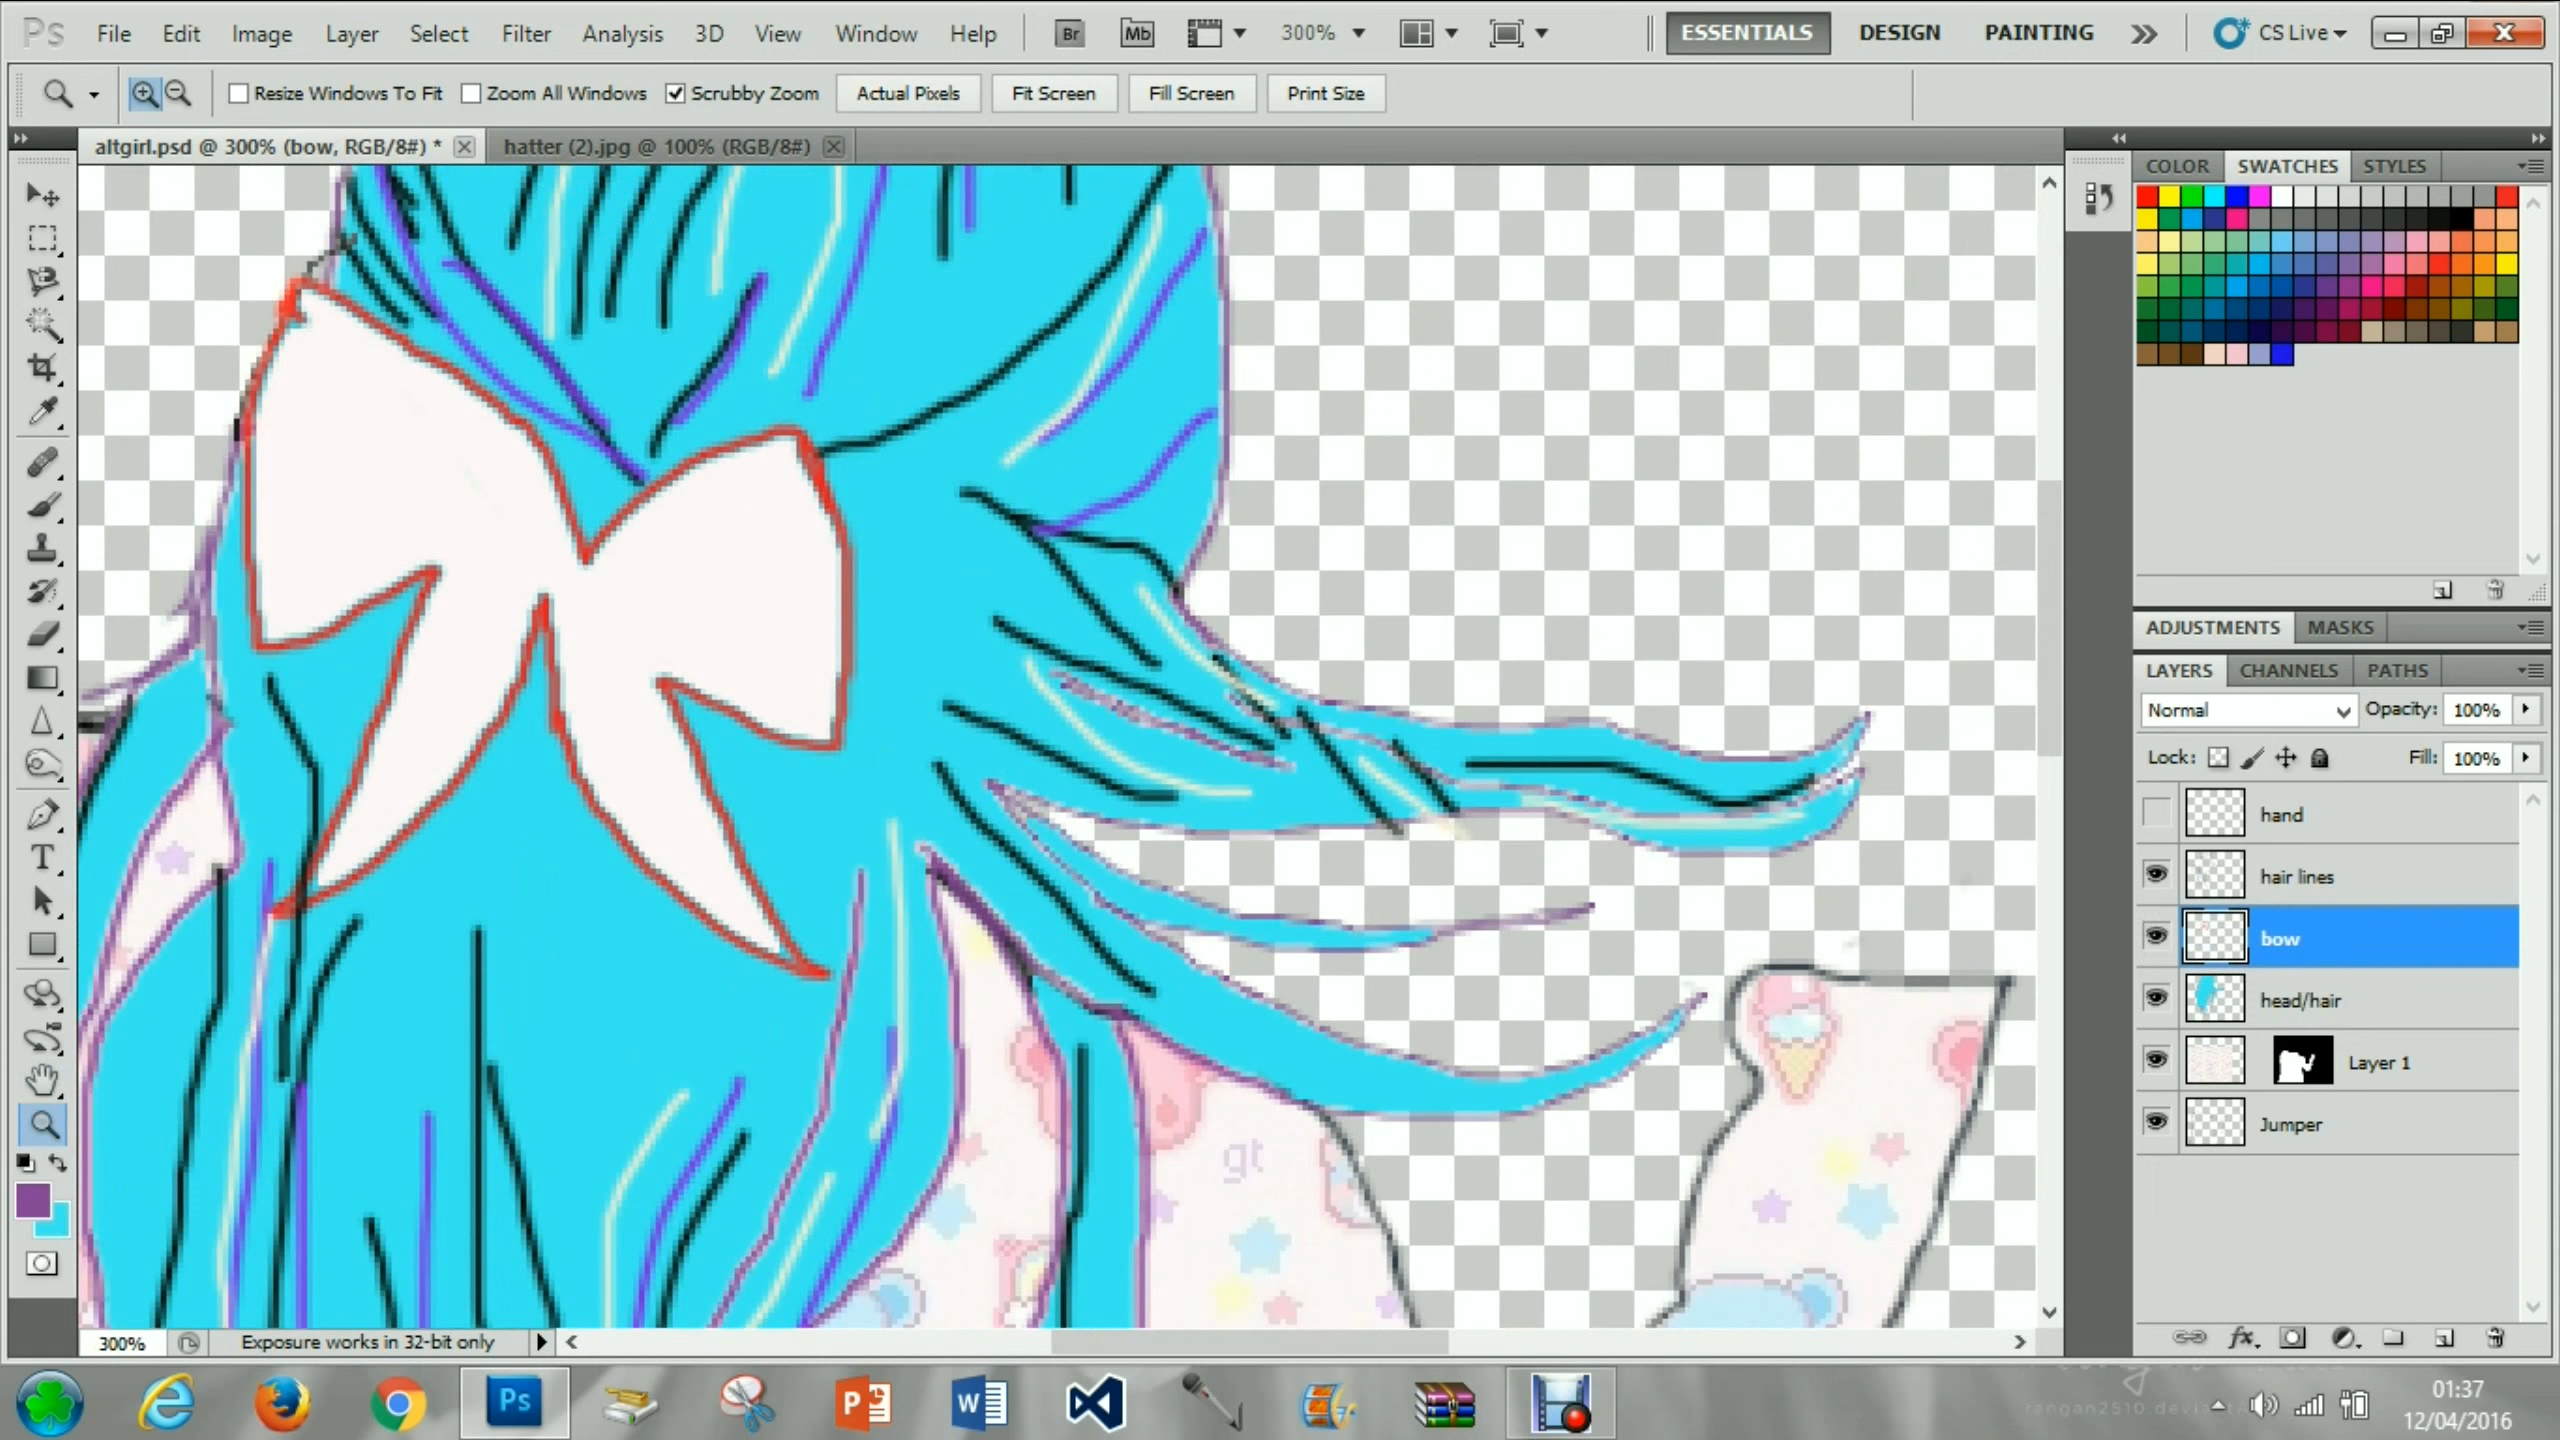 Ps File Edit Image Layer Select Filter Analysis 3D View Window Help Br Mb 300% ESSENTIALS DESIGN PAINTING CS Live
Resize Windows To Fit Zoom All Windows Scrubby Zoom Actual Pixels Fit Screen Fill Screen Print Size
altgirl.psd @ 300% (bow, RGB/8#) * hatter (2).jpg @ 100% (RGB/8#)
COLOR SWATCHES STYLES
ADJUSTMENTS MASKS
LAYERS CHANNELS PATHS
Normal Opacity: 100%
Lock: Fill: 100%
hand
hair lines
bow
head/hair
Layer 1
Jumper
T
gt
fx
300% Exposure works in 32-bit only
Ps P W
01:37
12/04/2016